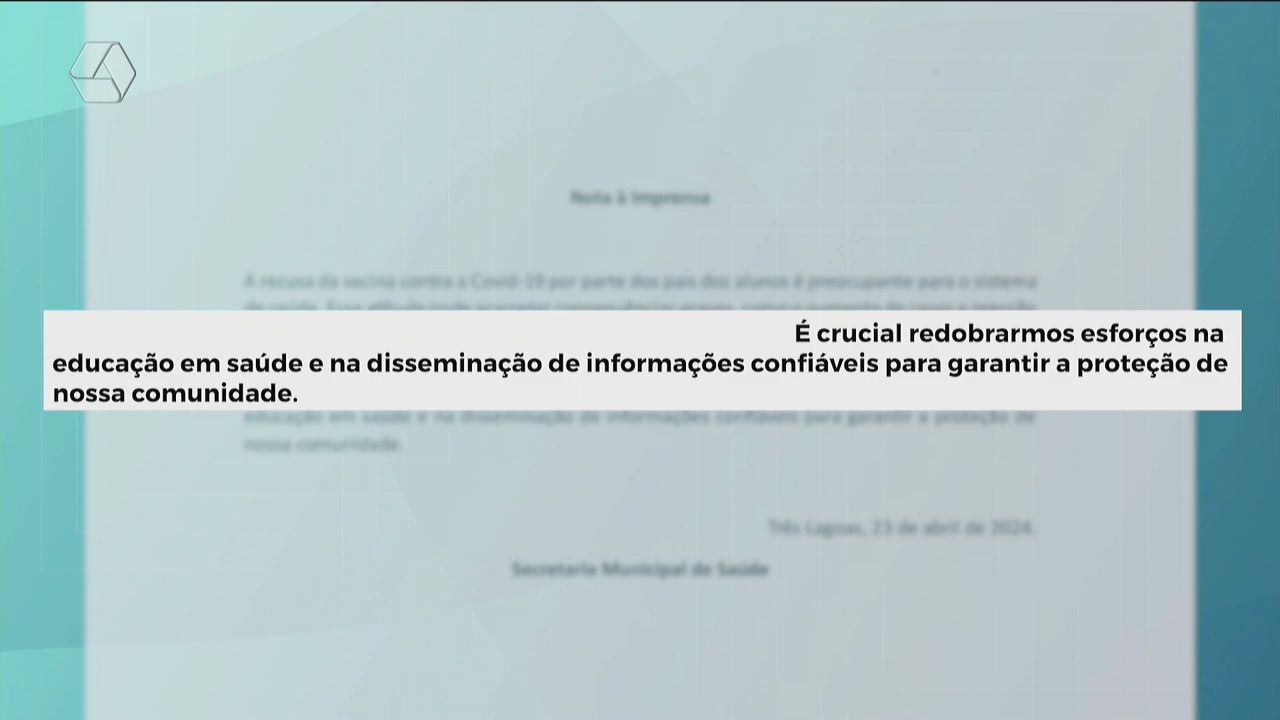 Nota à Imprensa
A recusa da vacina contra a Covid-19 por parte dos pais dos alunos é preocupante para o sistema
É crucial redobrarmos esforços na
educação em saúde e na disseminação de informações confiáveis para garantir a proteção de
nossa comunidade.
educação em saúde e na disseminação de informações confiáveis para garantir a proteção de
nossa comunidade.
Três Lagoas, 23 de abril de 2024.
Secretaria Municipal de Saúde